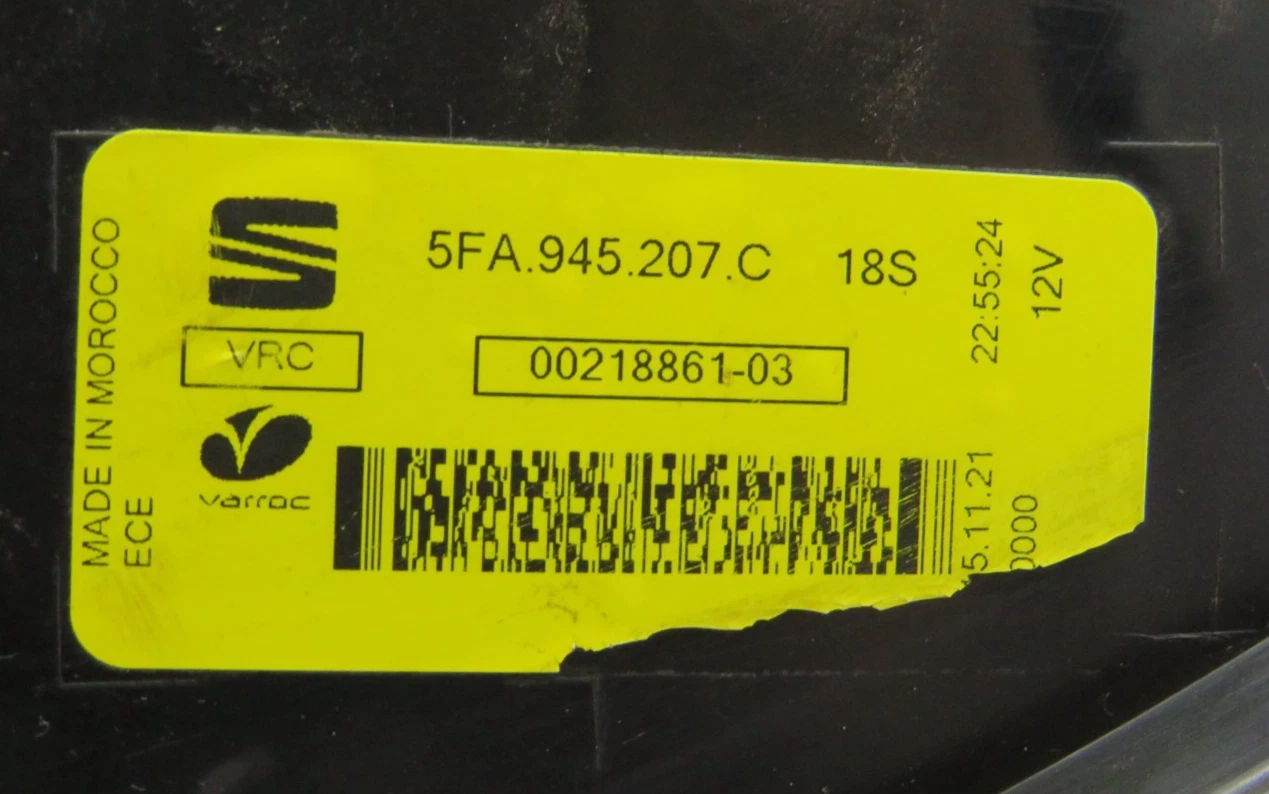 MADE IN MOROCCO
ECE
5FA.945.207.C 18S
VRC
00218861-03
varroc
22:55:24
12V
5.11.21
0000